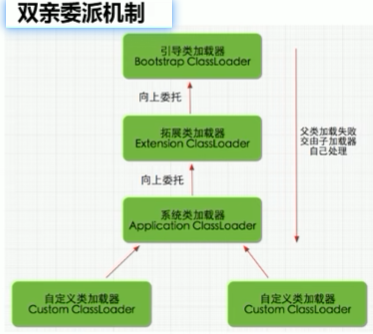 双亲委派机制
引导类加载器
Bootstrap ClassLoader
向上委托
拓展类加载器
Extension ClassLoader
父类加载失败
交由子加载器
自己处理
向上委托
系统类加载器
Application ClassLoader
自定义类加载器
Custom ClassLoader
自定义类加载器
Custom ClassLoader